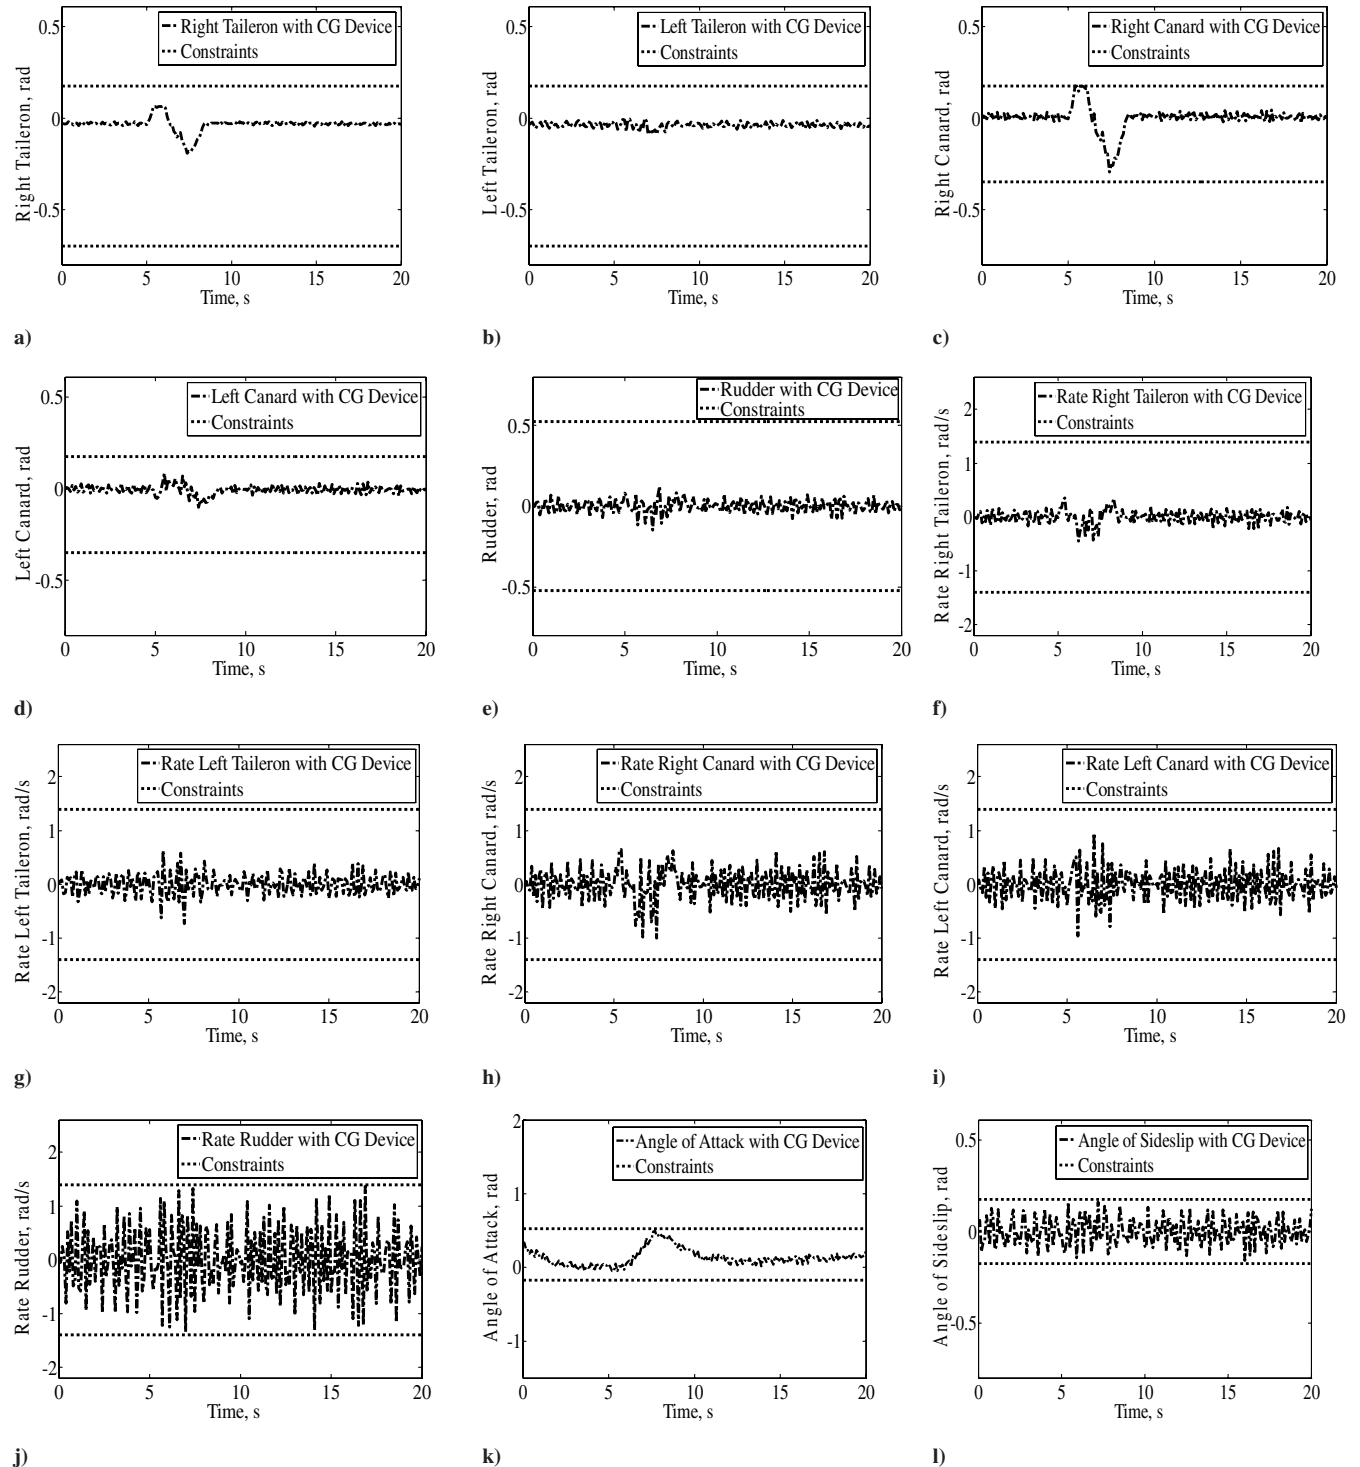 Right Taileron with CG Device
Constraints
Right Taileron, rad
0.5
0
-0.5
0 5 10 15 20
Time, s
a)
Left Taileron with CG Device
Constraints
Left Taileron, rad
0.5
0
-0.5
0 5 10 15 20
Time, s
b)
Right Canard with CG Device
Constraints
Right Canard, rad
0.5
0
-0.5
0 5 10 15 20
Time, s
c)
Left Canard with CG Device
Constraints
Left Canard, rad
0.5
0
-0.5
0 5 10 15 20
Time, s
d)
Rudder with CG Device
Constraints
Rudder, rad
0.5
0
-0.5
0 5 10 15 20
Time, s
e)
Rate Right Taileron with CG Device
Constraints
Rate Right Taileron, rad/s
2
1
0
-1
-2
0 5 10 15 20
Time, s
f)
Rate Left Taileron with CG Device
Constraints
Rate Left Taileron, rad/s
2
1
0
-1
-2
0 5 10 15 20
Time, s
g)
Rate Right Canard with CG Device
Constraints
Rate Right Canard, rad/s
2
1
0
-1
-2
0 5 10 15 20
Time, s
h)
Rate Left Canard with CG Device
Constraints
Rate Left Canard, rad/s
2
1
0
-1
-2
0 5 10 15 20
Time, s
i)
Rate Rudder with CG Device
Constraints
Rate Rudder, rad/s
2
1
0
-1
-2
0 5 10 15 20
Time, s
j)
Angle of Attack with CG Device
Constraints
Angle of Attack, rad
2
1
0
-1
0 5 10 15 20
Time, s
k)
Angle of Sideslip with CG Device
Constraints
Angle of Sideslip, rad
0.5
0
-0.5
0 5 10 15 20
Time, s
l)